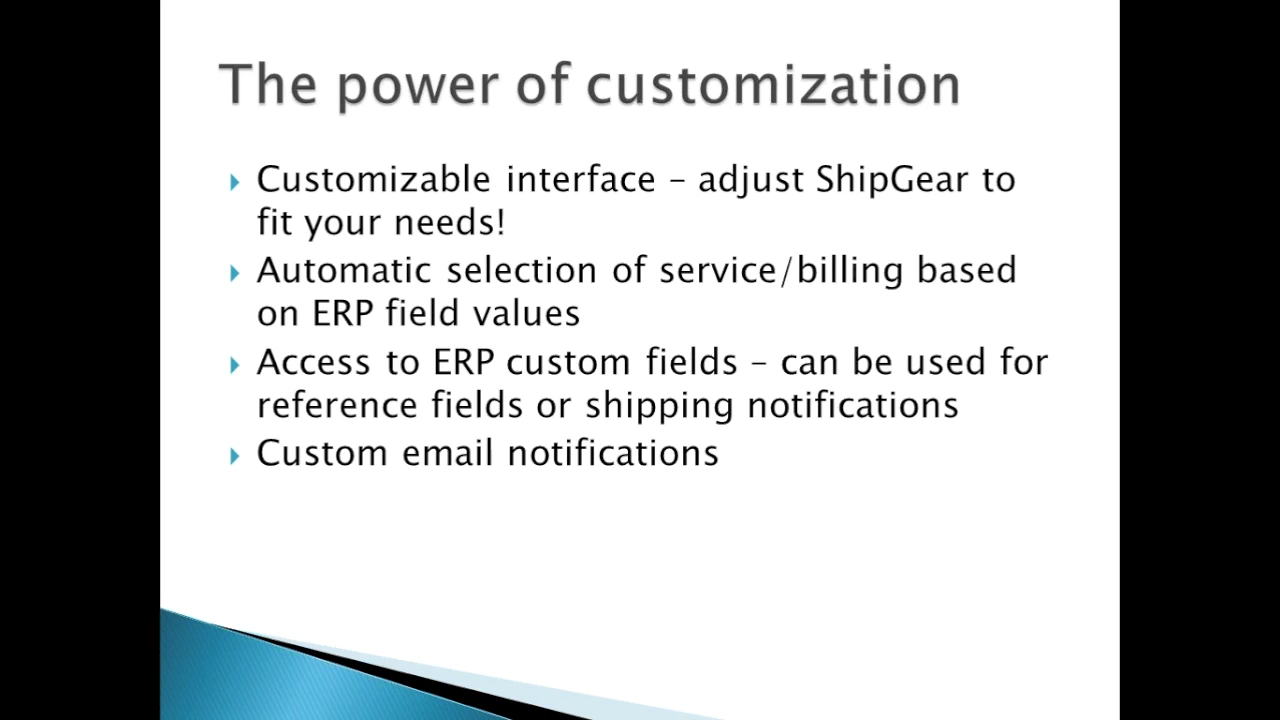 The power of customization
Customizable interface – adjust ShipGear to
fit your needs!
Automatic selection of service/billing based
on ERP field values
Access to ERP custom fields – can be used for
reference fields or shipping notifications
Custom email notifications